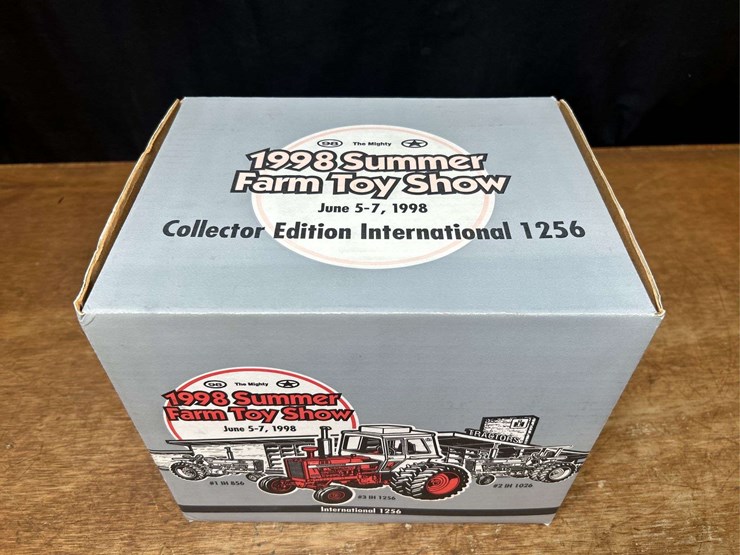 98 The Mighty
1998 Summer
Farm Toy Show
June 5-7, 1998
Collector Edition International 1256
98 The Mighty
1998 Summer
Farm Toy Show
June 5-7, 1998
TRACTORS
#1 IH 856
#3 IH 1256
#2 IH 1026
International 1256